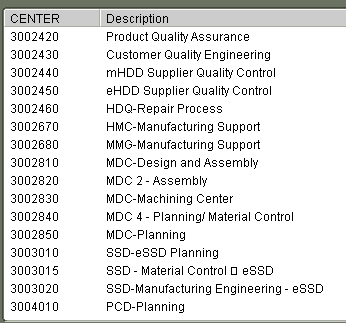 CENTER Description
3002420 Product Quality Assurance
3002430 Customer Quality Engineering
3002440 mHDD Supplier Quality Control
3002450 eHDD Supplier Quality Control
3002460 HDQ-Repair Process
3002670 HMC-Manufacturing Support
3002680 MMG-Manufacturing Support
3002810 MDC-Design and Assembly
3002820 MDC 2 - Assembly
3002830 MDC-Machining Center
3002840 MDC 4 - Planning/ Material Control
3002850 MDC-Planning
3003010 SSD-eSSD Planning
3003015 SSD - Material Control □ eSSD
3003020 SSD-Manufacturing Engineering - eSSD
3004010 PCD-Planning